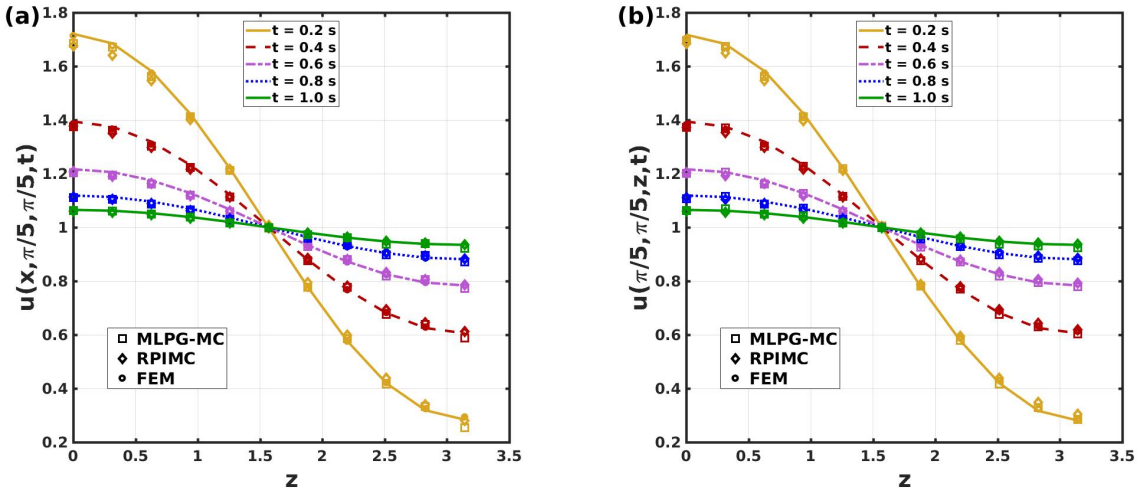 (a)
u(x,π/5,π/5,t)
1.8
1.6
1.4
1.2
1
0.8
0.6
0.4
0.2
t = 0.2 s
t = 0.4 s
t = 0.6 s
t = 0.8 s
t = 1.0 s
MLPG-MC
RPIMC
FEM
0 0.5 1 1.5 2 2.5 3 3.5
z
(b)
u(π/5,π/5,z,t)
1.8
1.6
1.4
1.2
1
0.8
0.6
0.4
0.2
t = 0.2 s
t = 0.4 s
t = 0.6 s
t = 0.8 s
t = 1.0 s
MLPG-MC
RPIMC
FEM
0 0.5 1 1.5 2 2.5 3 3.5
z